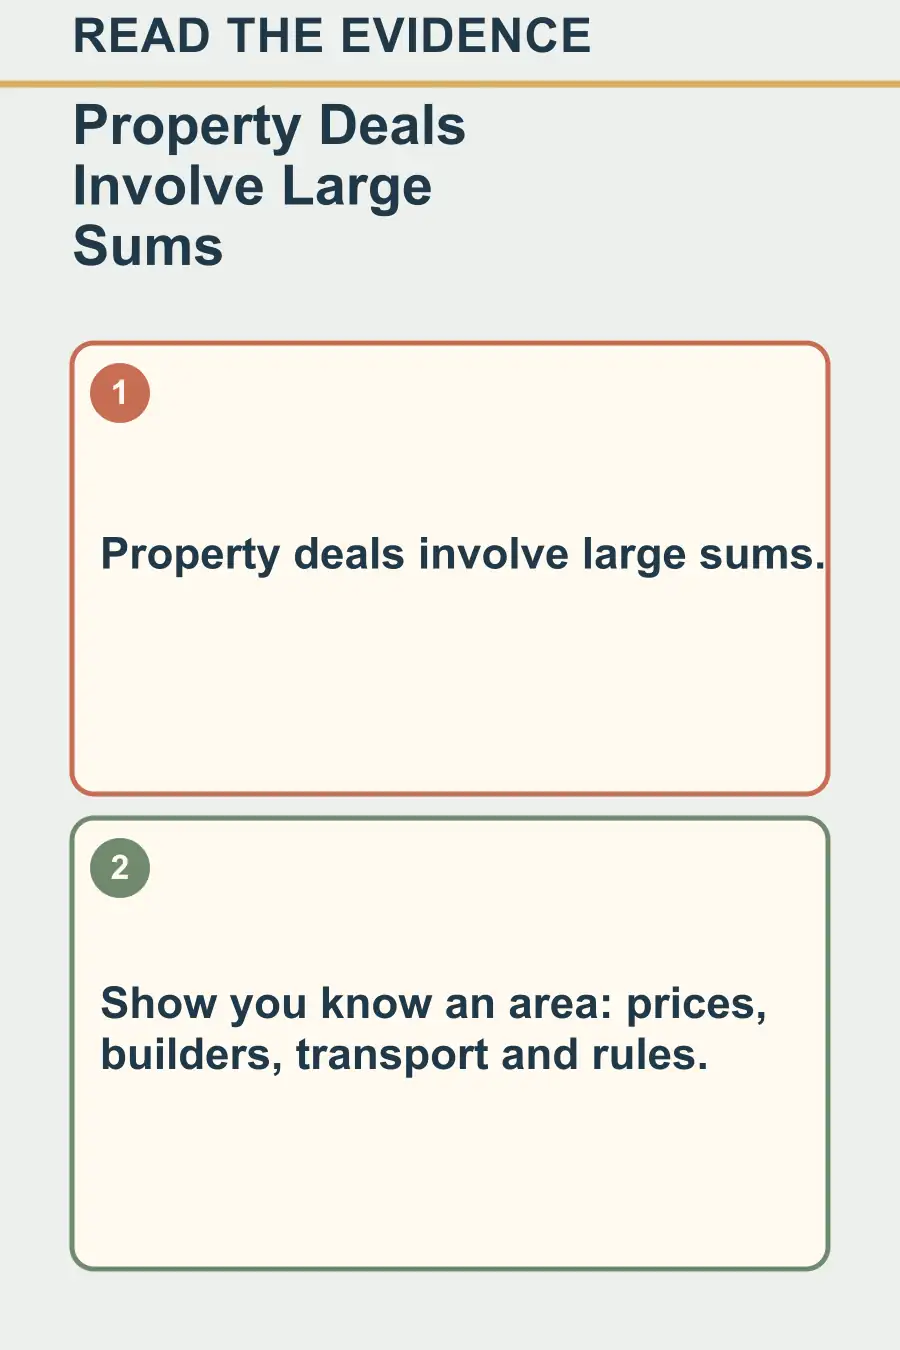 READ THE EVIDENCE
Property Deals
Involve Large
Sums
1
Property deals involve large sums.
2
Show you know an area: prices,
builders, transport and rules.